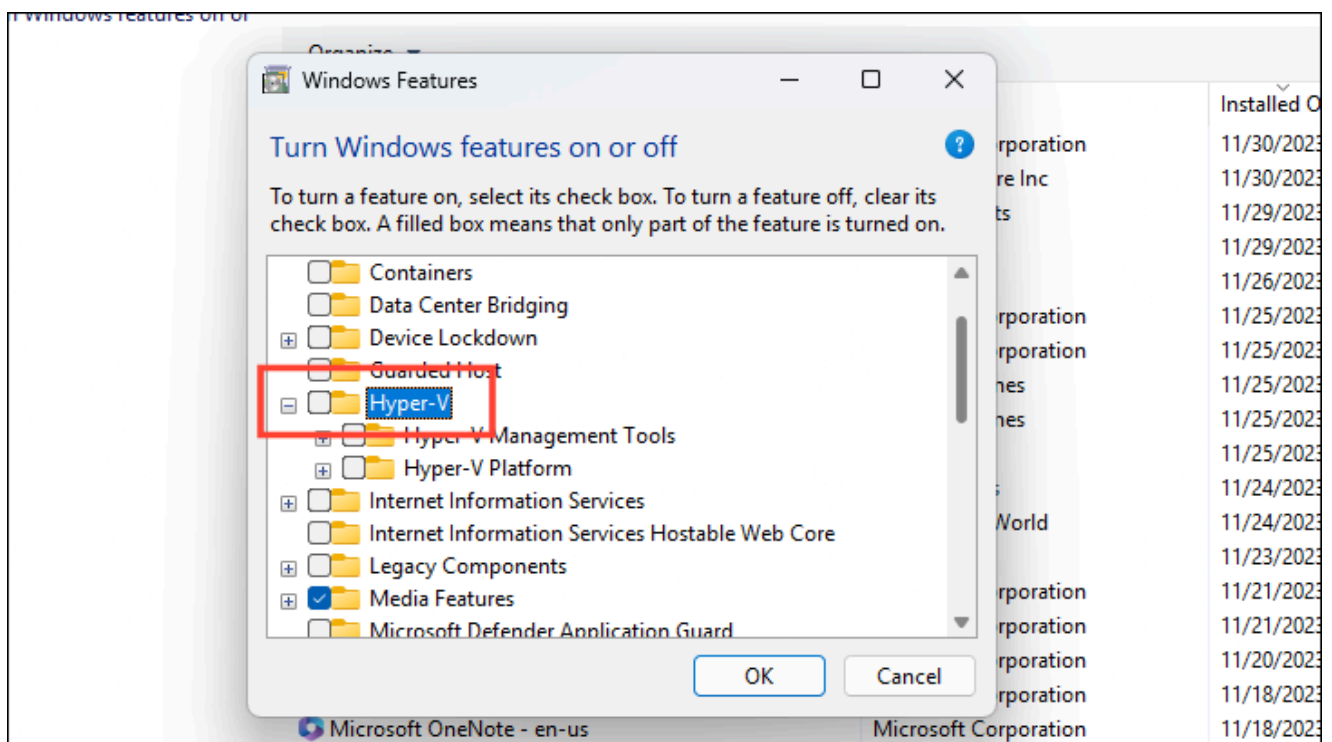 n Windows features on or off
Organize
Windows Features
Installed O
Turn Windows features on or off
?
rporation 11/30/2023
re Inc 11/30/2023
To turn a feature on, select its check box. To turn a feature off, clear its
check box. A filled box means that only part of the feature is turned on.
ts 11/29/2023
11/29/2023
Containers
11/26/2023
Data Center Bridging
rporation 11/25/2023
Device Lockdown
rporation 11/25/2023
Guarded Host
nes 11/25/2023
Hyper-V
nes 11/25/2023
Hyper-V Management Tools
11/25/2023
Hyper-V Platform
s 11/24/2023
Internet Information Services
World 11/24/2023
Internet Information Services Hostable Web Core
11/23/2023
Legacy Components
rporation 11/21/2023
Media Features
rporation 11/21/2023
Microsoft Defender Application Guard
rporation 11/20/2023
OK Cancel
rporation 11/18/2023
Microsoft OneNote - en-us Microsoft Corporation 11/18/2023